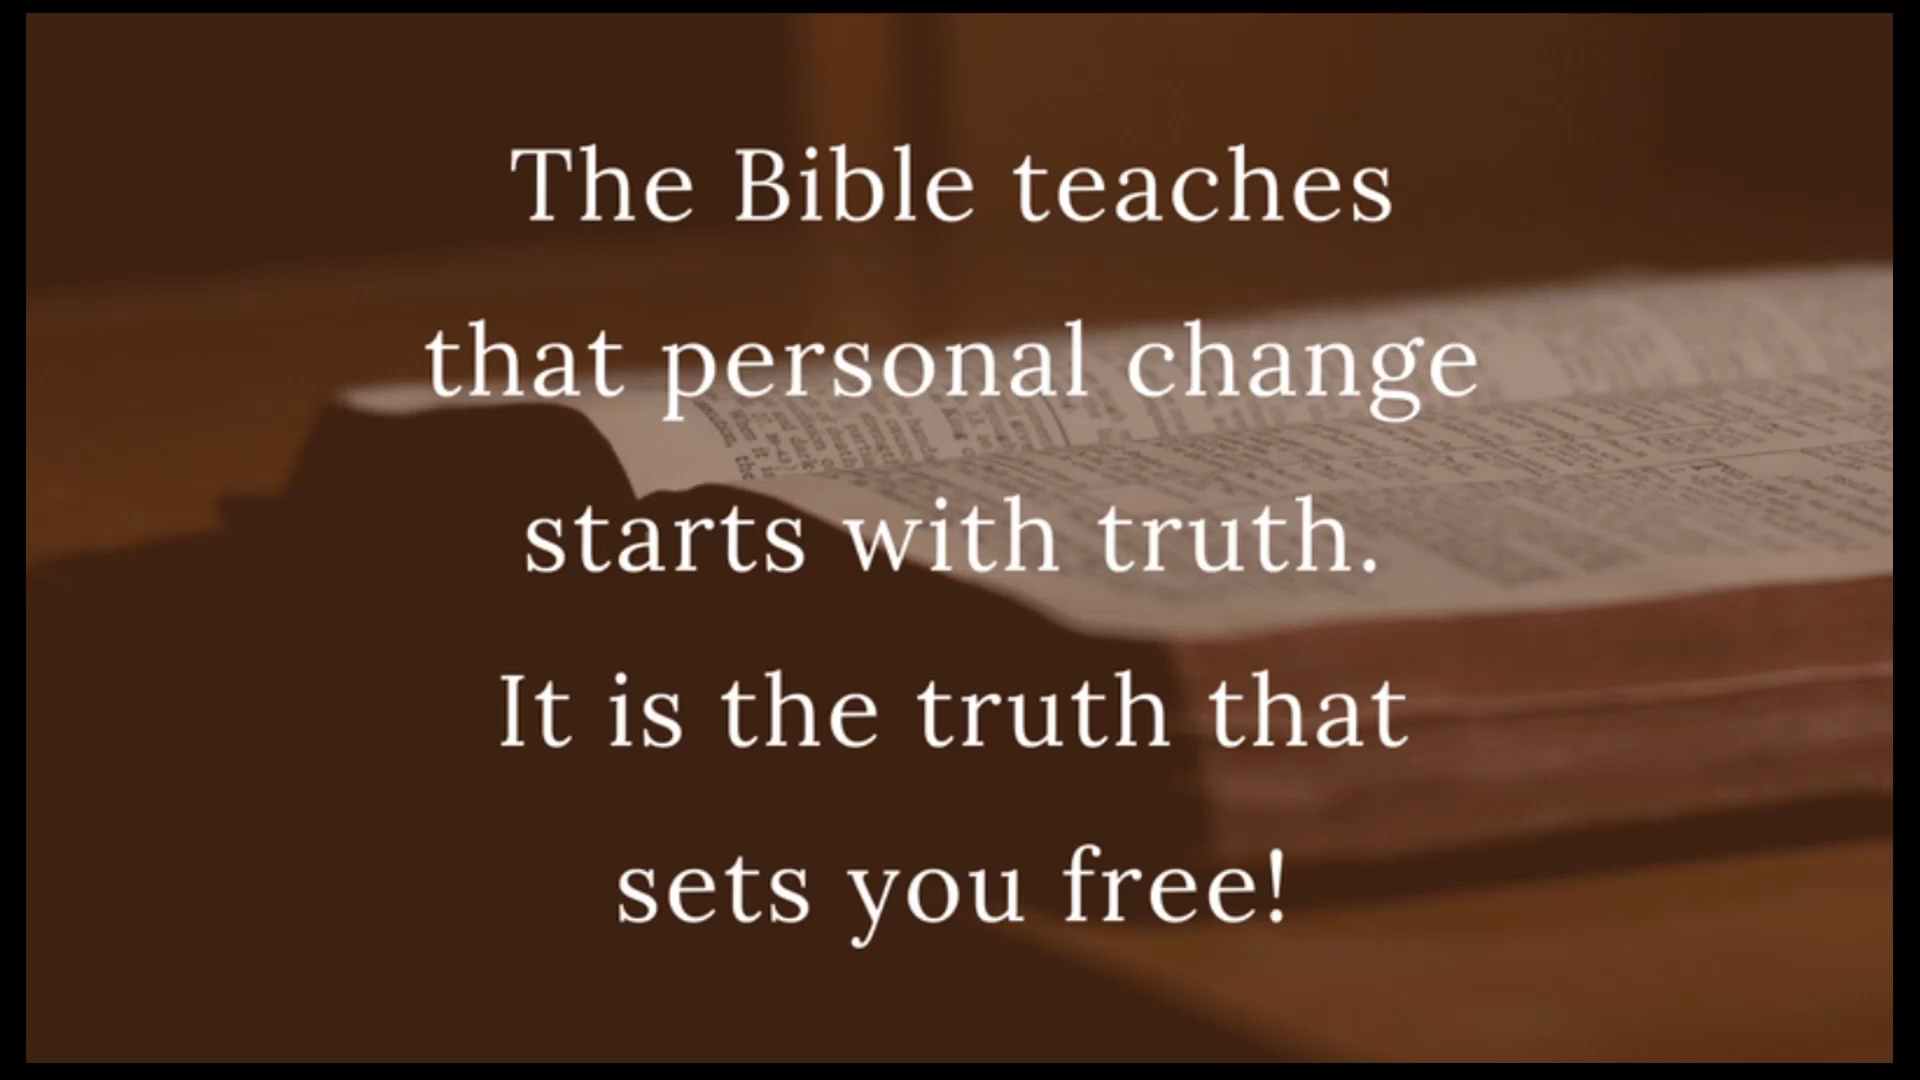 The Bible teaches
that personal change
starts with truth.
It is the truth that
sets you free!